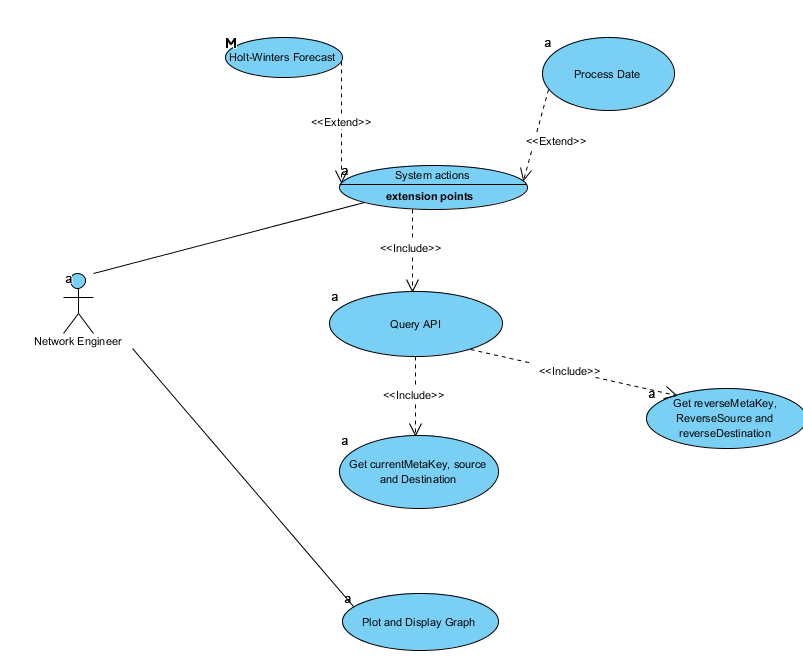 M
Holt-Winters Forecast
a
Process Date
<<Extend>>
<<Extend>>
a
System actions
extension points
<<Include>>
a
Network Engineer
a
Query API
<<Include>>
<<Include>>
a
Get reverseMetaKey,
ReverseSource and
reverseDestination
a
Get currentMetaKey, source
and Destination
a
Plot and Display Graph